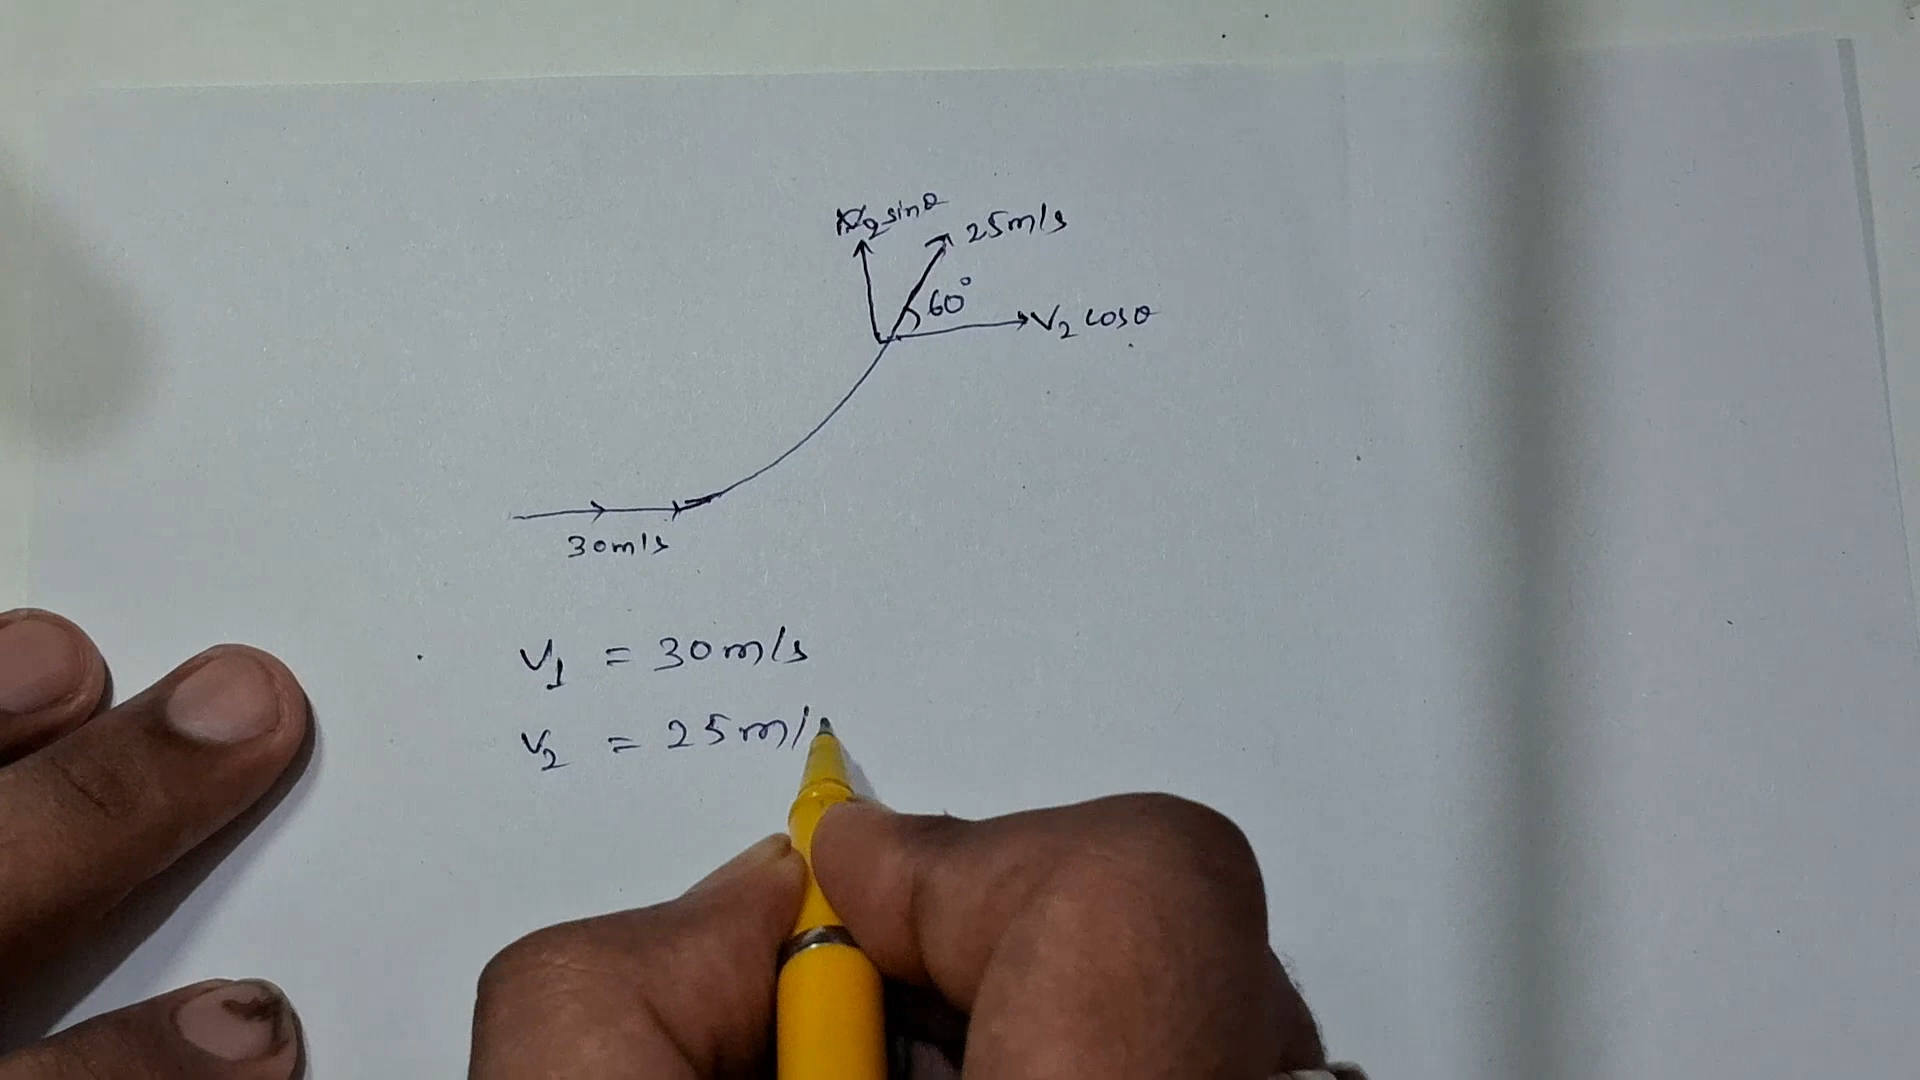 V₂ sinθ
25m/s
60°
V₂ cosθ
30m/s
V₁ = 30m/s
V₂ = 25m/